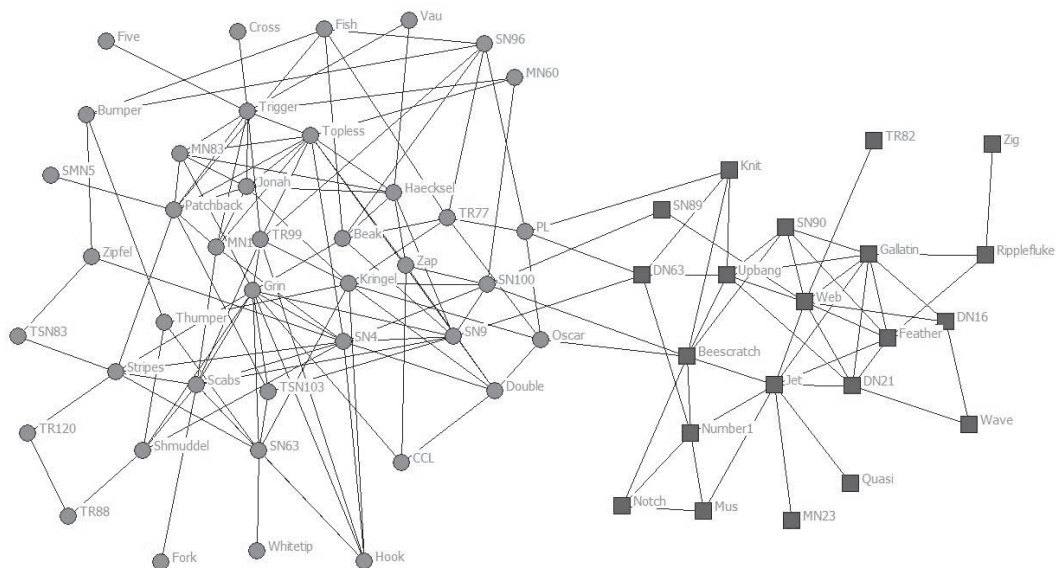 Fish
Vau
Five
Cross
SN96
MN60
Bumper
Trigger
Topless
TR82
Zig
MN83
SMN5
Knit
Jonah
Haecksel
Patchback
SN89
TR77
SN90
PL
MN1
TR99
Beak
Zipfel
Gallatin
Ripplefluke
Zap
DN63
Upbang
Grin
Kringel
SN100
Web
DN16
Thumper
TSN83
SN4
SN9
Oscar
Feather
Beescratch
Stripes
Scabs
TSN103
Double
Jet
DN21
TR120
Number1
Wave
Shmuddel
SN63
CCL
Quasi
TR88
Notch
Mus
MN23
Whitetip
Fork
Hook